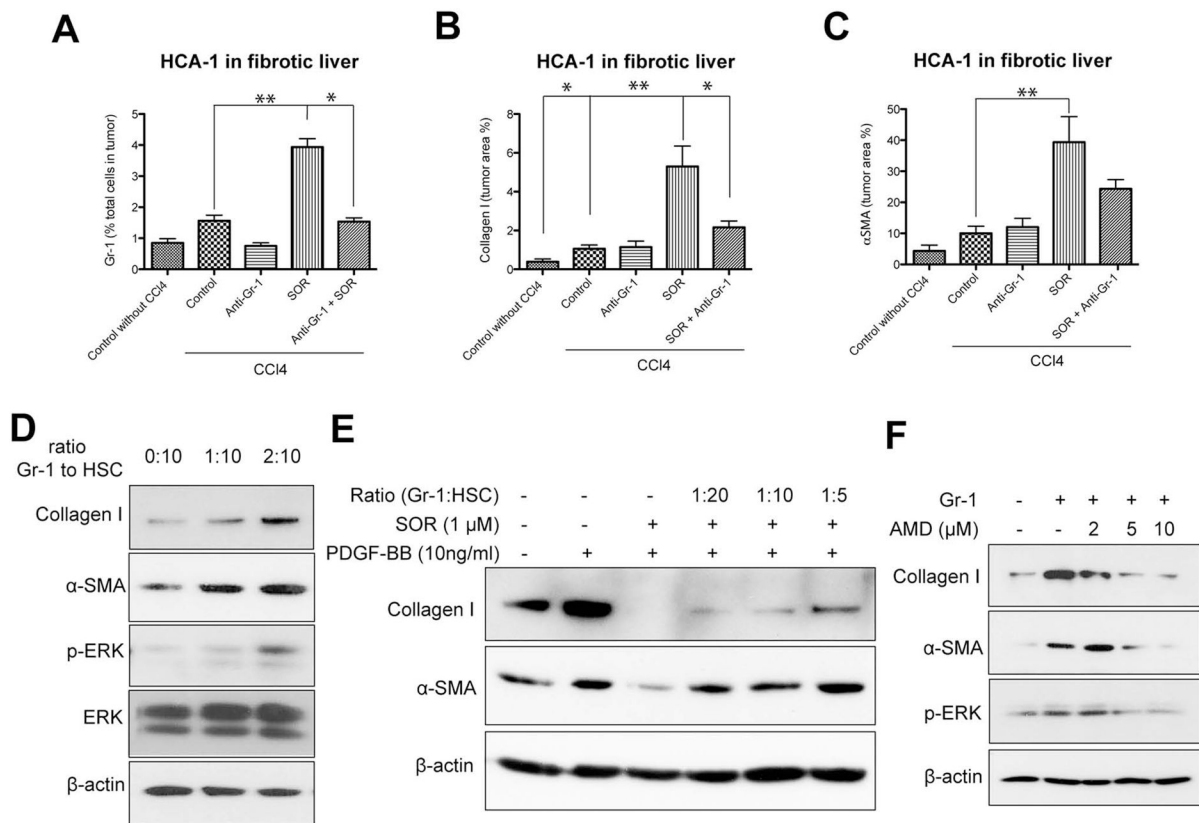 A
HCA-1 in fibrotic liver
** *
Gr-1 (% total cells in tumor)
5
4
3
2
1
0
Control without CCl4
Control
Anti-Gr-1
SOR
Anti-Gr-1 + SOR
CCl4
B
HCA-1 in fibrotic liver
* ** *
Collagen I (tumor area %)
8
6
4
2
0
Control without CCl4
Control
Anti-Gr-1
SOR
SOR + Anti-Gr-1
CCl4
C
HCA-1 in fibrotic liver
**
αSMA (tumor area %)
50
40
30
20
10
0
Control without CCl4
Control
Anti-Gr-1
SOR
SOR + Anti-Gr-1
CCl4
D
ratio
Gr-1 to HSC 0:10 1:10 2:10
Collagen I
α-SMA
p-ERK
ERK
β-actin
E
Ratio (Gr-1:HSC) - - - 1:20 1:10 1:5
SOR (1 μM) - - + + + +
PDGF-BB (10ng/ml) - + + + + +
Collagen I
α-SMA
β-actin
F
Gr-1 - + + + +
AMD (μM) - - 2 5 10
Collagen I
α-SMA
p-ERK
β-actin